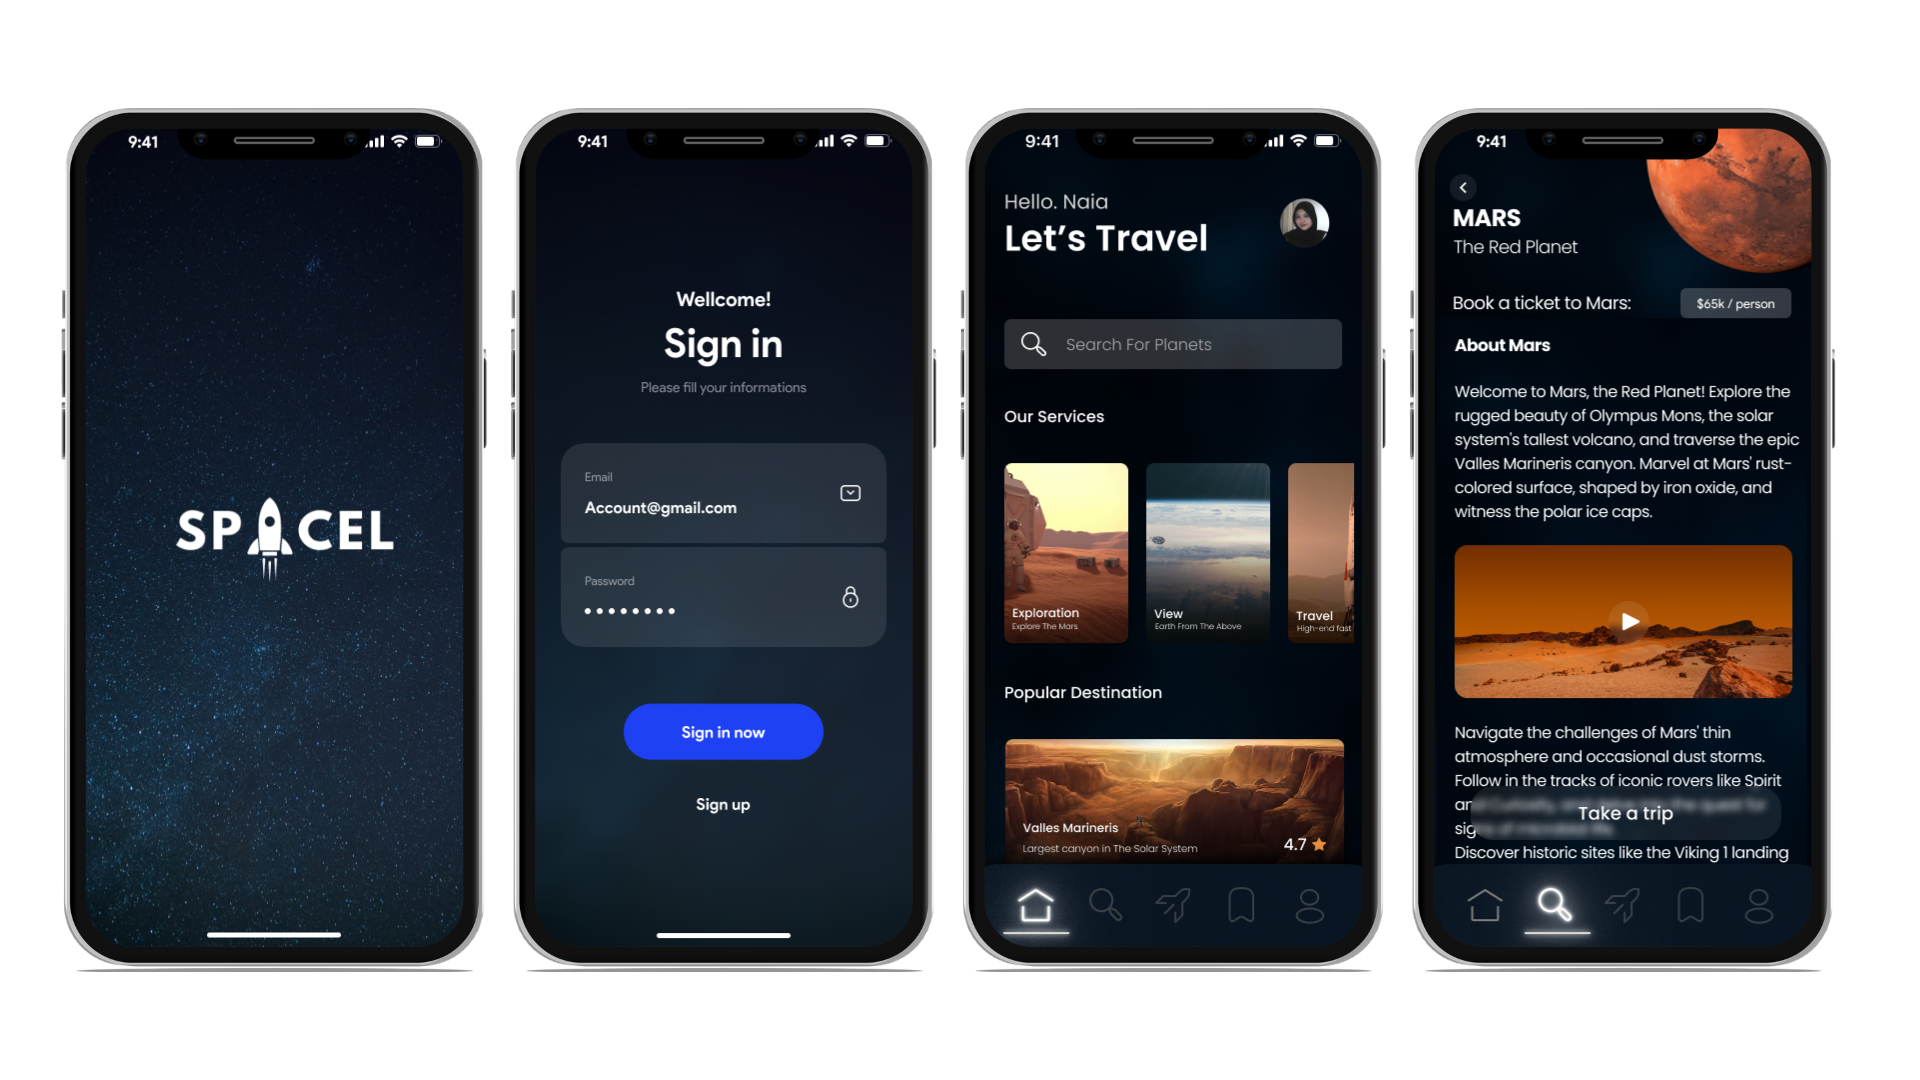 9:41
SPACEL
9:41
Wellcome!
Sign in
Please fill your informations
Email
Account@gmail.com
Password
Sign in now
Sign up
9:41
Hello. Naia
Let's Travel
Search For Planets
Our Services
Exploration
Explore The Mars
View
Earth From The Above
Travel
High-end fast
Popular Destination
Valles Marineris
Largest canyon in The Solar System
4.7
9:41
MARS
The Red Planet
Book a ticket to Mars:
$65k / person
About Mars
Welcome to Mars, the Red Planet! Explore the
rugged beauty of Olympus Mons, the solar
system's tallest volcano, and traverse the epic
Valles Marineris canyon. Marvel at Mars' rust-
colored surface, shaped by iron oxide, and
witness the polar ice caps.
Navigate the challenges of Mars' thin
atmosphere and occasional dust storms.
Follow in the tracks of iconic rovers like Spirit
Take a trip
Discover historic sites like the Viking 1 landing